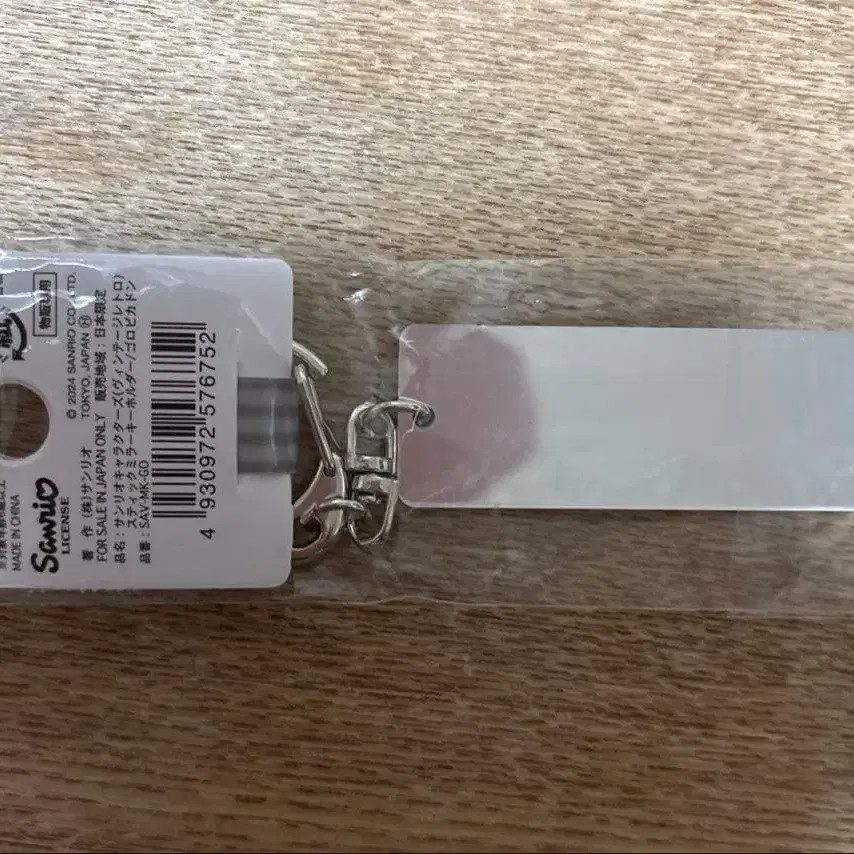 物販専用
© 2024 SANRIO CO., LTD.
TOKYO, JAPAN Ⓗ
著 作 (株)サンリオ
FOR SALE IN JAPAN ONLY 販売地域：日本限定
品名：サンリオキャラクターズ(ヴィンテージレトロ)
スティックミラーキーホルダー/ゴロピカドン
品番：SAV-MK-GO
4 930972 576752
Sanrio
LICENSE
MADE IN CHINA